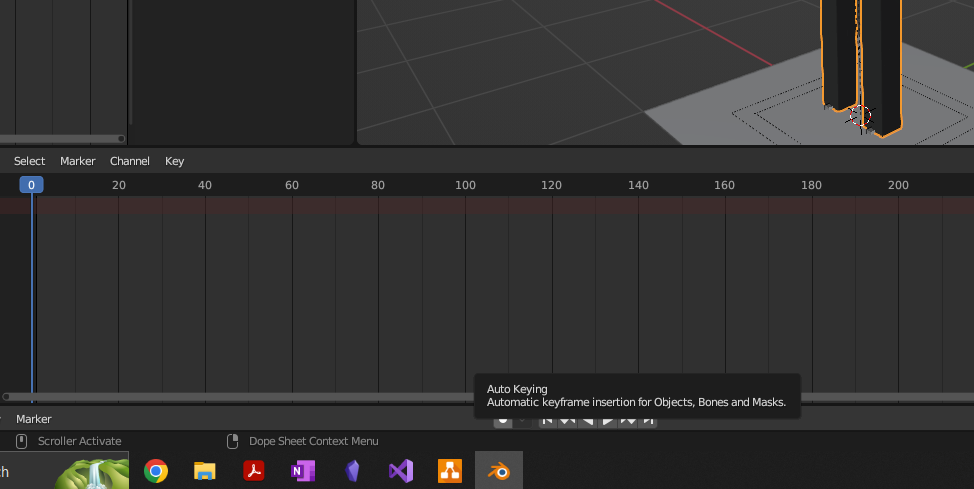 Select Marker Channel Key
0 20 40 60 80 100 120 140 160 180 200
Auto Keying
Automatic keyframe insertion for Objects, Bones and Masks.
Marker
Scroller Activate Dope Sheet Context Menu
ch
N